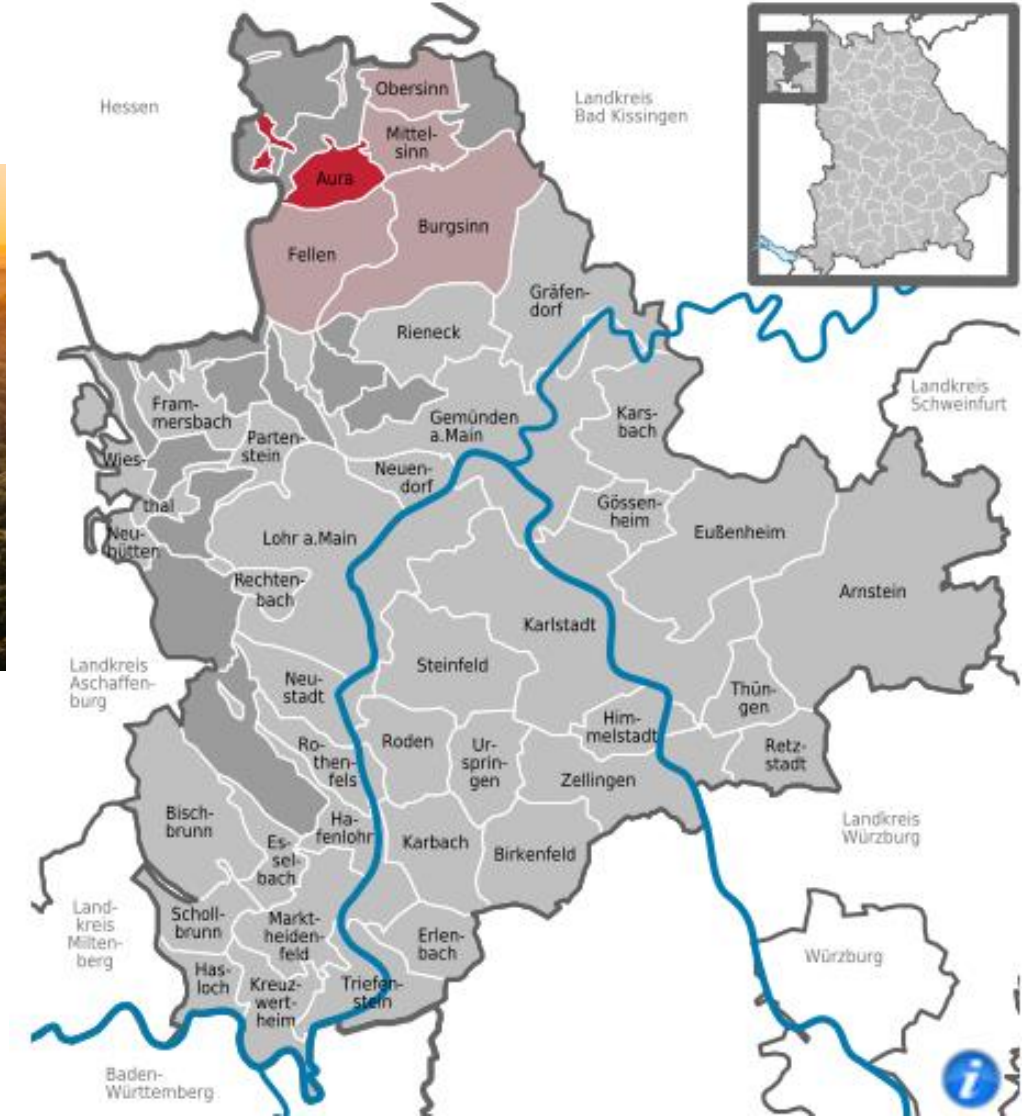 Hessen
Obersinn
Landkreis
Bad Kissingen
Mittel-
sinn
Aura
Burgsinn
Fellen
Gräfen-
dorf
Rieneck
Landkreis
Schweinfurt
Fram-
mersbach
Gemünden
a.Main
Kars-
bach
Parten-
stein
Wies-
thal
Neuen-
dorf
Gössen-
heim
Neu-
hütten
Lohr a.Main
Eußenheim
Rechten-
bach
Arnstein
Karlstadt
Steinfeld
Landkreis
Aschaffen-
burg
Neu-
stadt
Thün-
gen
Him-
melstadt
Ro-
then-
fels
Roden
Ur-
sprin-
gen
Retz-
stadt
Zellingen
Bisch-
brunn
Ha-
fenlohr
Landkreis
Würzburg
Es-
sel-
bach
Karbach
Birkenfeld
Land-
kreis
Milten-
berg
Scholl-
brunn
Markt-
heiden-
feld
Erlen-
bach
Würzburg
Has-
loch
Kreuz-
wert-
heim
Triefen-
stein
Baden-
Württemberg
i